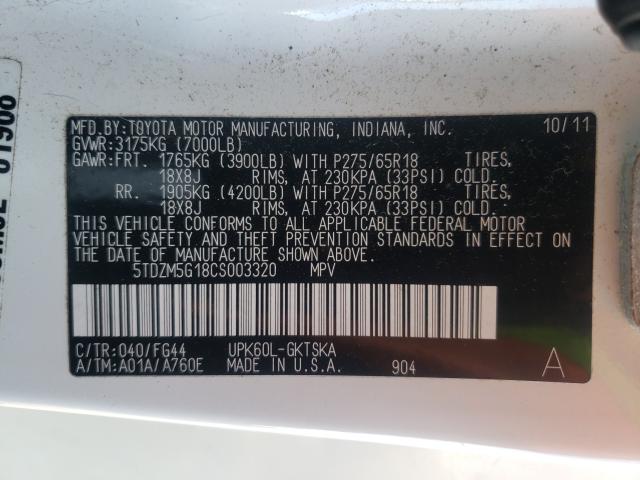 MFD.BY:TOYOTA MOTOR MANUFACTURING, INDIANA, INC. 10/11
GVWR:3175KG (7000LB)
GAWR:FRT. 1765KG (3900LB) WITH P275/65R18 TIRES,
18X8J RIMS, AT 230KPA (33PSI) COLD.
RR. 1905KG (4200LB) WITH P275/65R18 TIRES,
18X8J RIMS, AT 230KPA (33PSI) COLD.
THIS VEHICLE CONFORMS TO ALL APPLICABLE FEDERAL MOTOR
VEHICLE SAFETY AND THEFT PREVENTION STANDARDS IN EFFECT ON
THE DATE OF MANUFACTURE SHOWN ABOVE.
5TDZM5G18CS003320 MPV
C/TR:040/FG44 UPK60L-GKTSKA
A/TM:A01A/A760E MADE IN U.S.A. 904 A